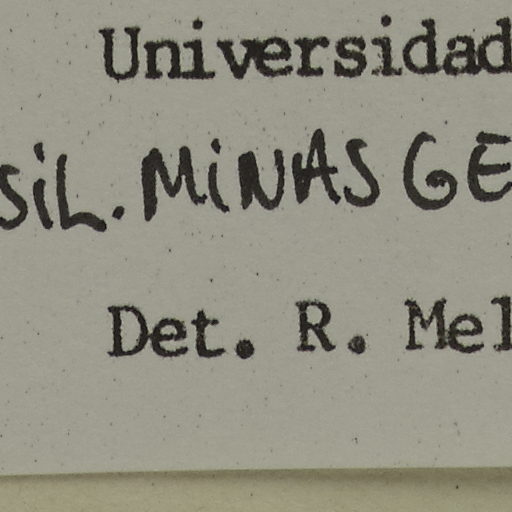 Universidad
SiL. MiNAS GE
Det. R. Mel